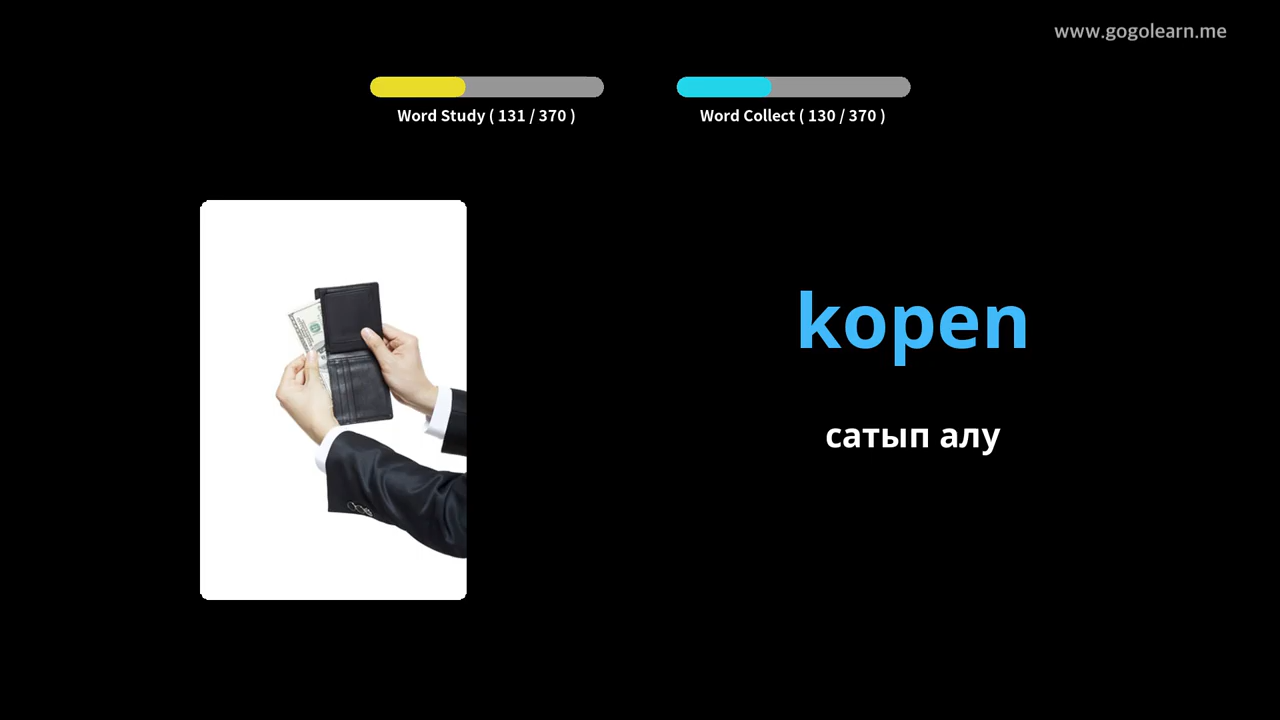 www.gogolearn.me
Word Study ( 131 / 370 )
Word Collect ( 130 / 370 )
kopen
сатып алу